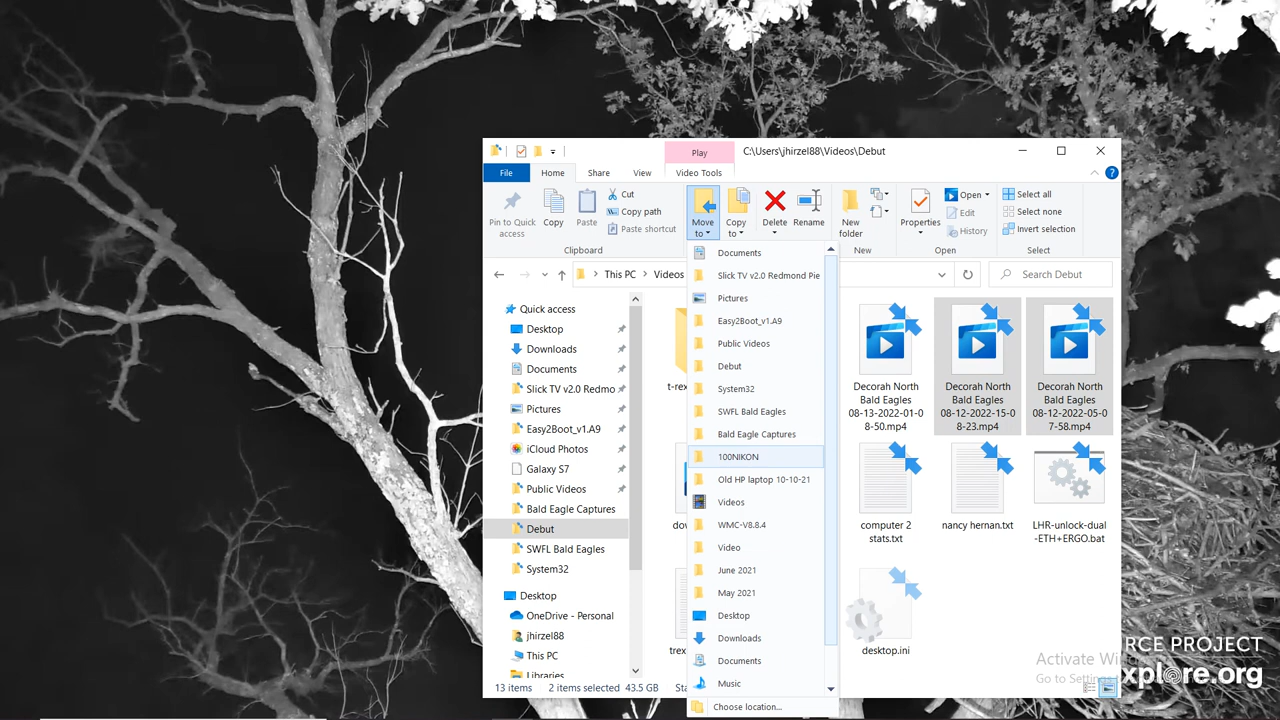 Play
C:\Users\jhirzel88\Videos\Debut
File
Home
Share
View
Video Tools
Pin to Quick access
Copy
Paste
Cut
Copy path
Paste shortcut
Move to
Copy to
Delete
Rename
New folder
Properties
Open
Edit
History
Select all
Select none
Invert selection
Clipboard
New
Open
Select
This PC
Videos
Search Debut
Quick access
Desktop
Downloads
Documents
Slick TV v2.0 Redmo
Pictures
Easy2Boot_v1.A9
iCloud Photos
Galaxy S7
Public Videos
Bald Eagle Captures
Debut
SWFL Bald Eagles
System32
Desktop
OneDrive - Personal
jhirzel88
This PC
Libraries
Documents
Slick TV v2.0 Redmond Pie
Pictures
Easy2Boot_v1.A9
Public Videos
Debut
System32
SWFL Bald Eagles
Bald Eagle Captures
100NIKON
Old HP laptop 10-10-21
Videos
WMC-V8.8.4
Video
June 2021
May 2021
Desktop
Downloads
Documents
Music
Choose location...
t-rex
Decorah North
Bald Eagles
08-13-2022-01-0
8-50.mp4
Decorah North
Bald Eagles
08-12-2022-15-0
8-23.mp4
Decorah North
Bald Eagles
08-12-2022-05-0
7-58.mp4
dov
computer 2
stats.txt
nancy hernan.txt
LHR-unlock-dual
-ETH+ERGO.bat
trex
desktop.ini
13 items
2 items selected 43.5 GB
Sta
Activate Wi
Go to Settings
RCE PROJECT
xplore.org